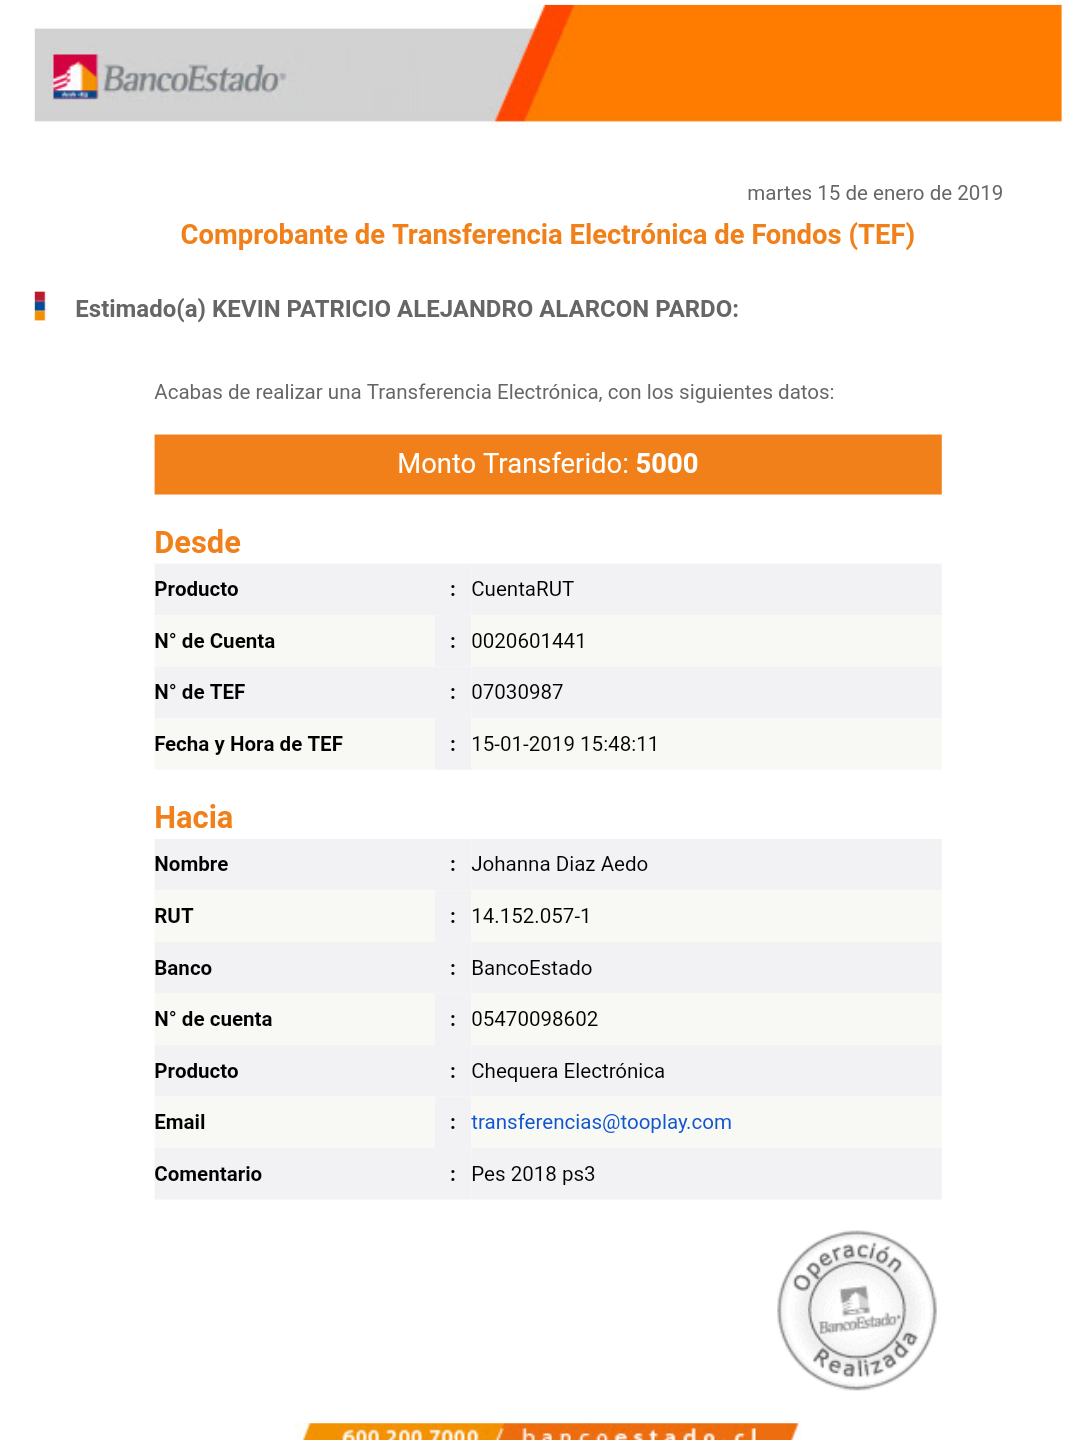 BancoEstado®
martes 15 de enero de 2019
Comprobante de Transferencia Electrónica de Fondos (TEF)
Estimado(a) KEVIN PATRICIO ALEJANDRO ALARCON PARDO:
Acabas de realizar una Transferencia Electrónica, con los siguientes datos:
Monto Transferido: 5000
Desde
Producto : CuentaRUT
N° de Cuenta : 0020601441
N° de TEF : 07030987
Fecha y Hora de TEF : 15-01-2019 15:48:11
Hacia
Nombre : Johanna Diaz Aedo
RUT : 14.152.057-1
Banco : BancoEstado
N° de cuenta : 05470098602
Producto : Chequera Electrónica
Email : transferencias@tooplay.com
Comentario : Pes 2018 ps3
Operación
BancoEstado®
Realizada
600 200 7000 / bancoestado.cl